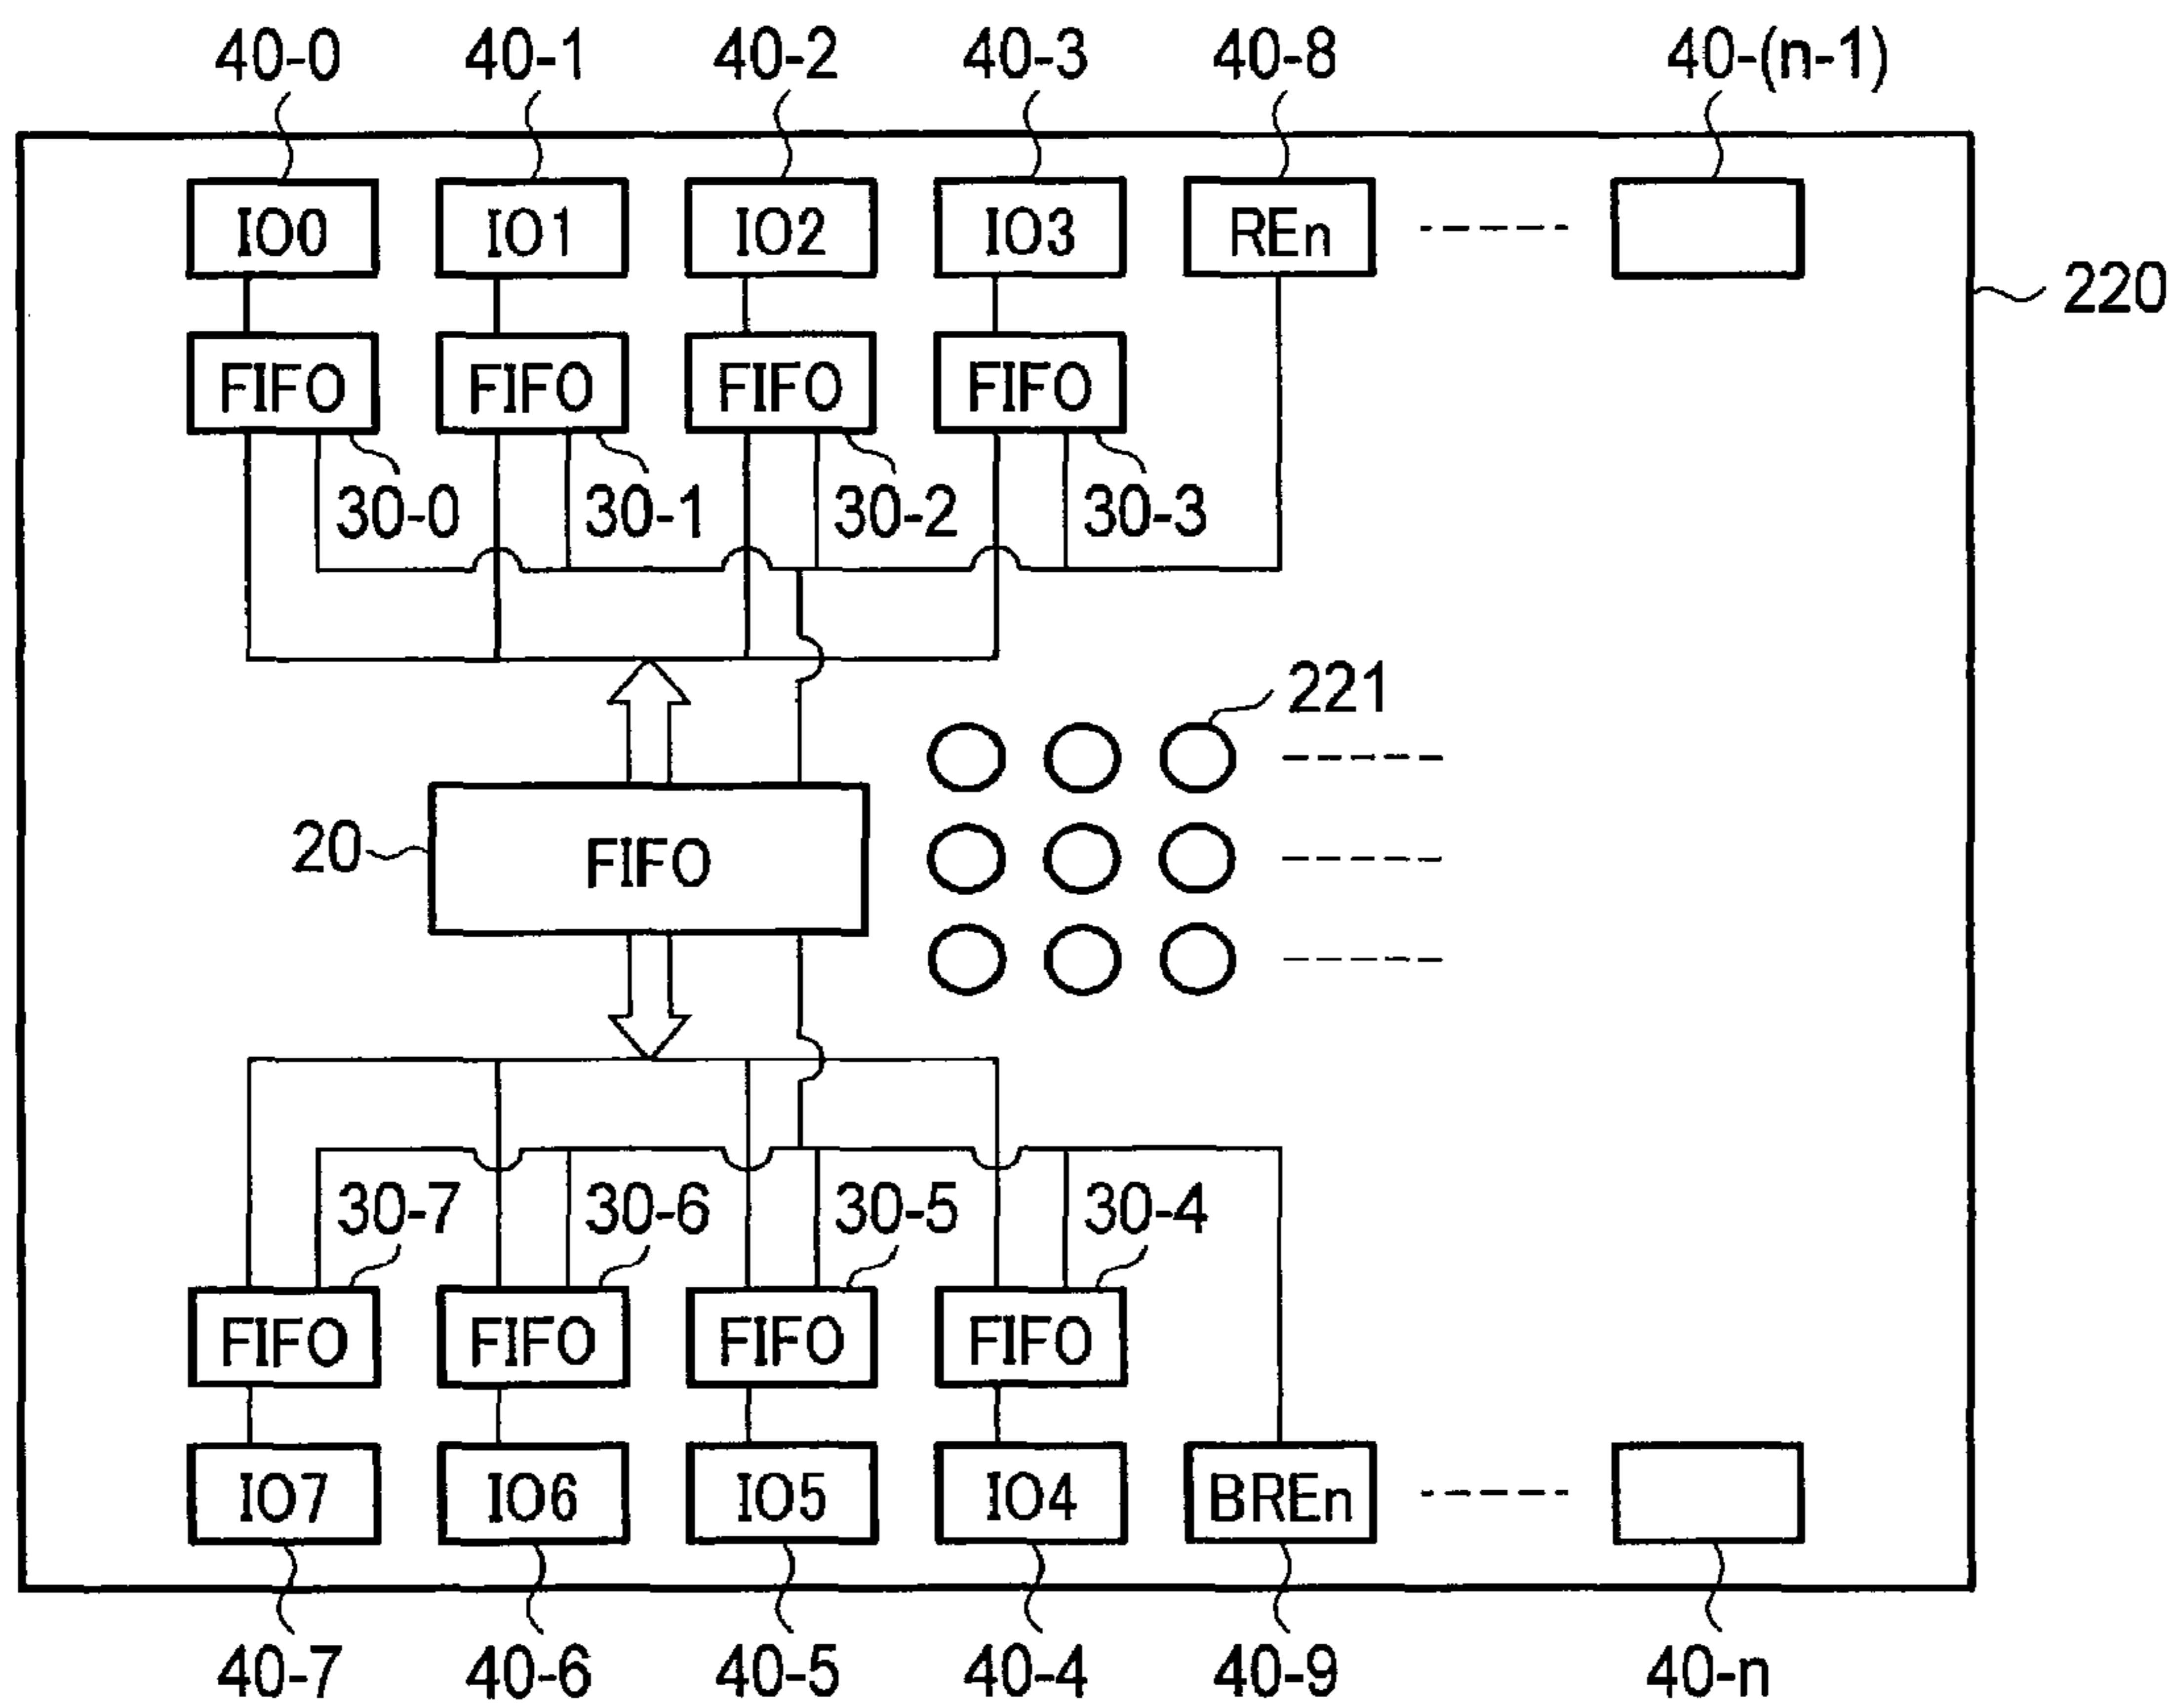 40-0 40-1 40-2 40-3 40-8 40-(n-1)
IO0 IO1 IO2 IO3 REn
220
FIFO FIFO FIFO FIFO
30-0 30-1 30-2 30-3
221
20 FIFO
30-7 30-6 30-5 30-4
FIFO FIFO FIFO FIFO
IO7 IO6 IO5 IO4 BREn
40-7 40-6 40-5 40-4 40-9 40-n